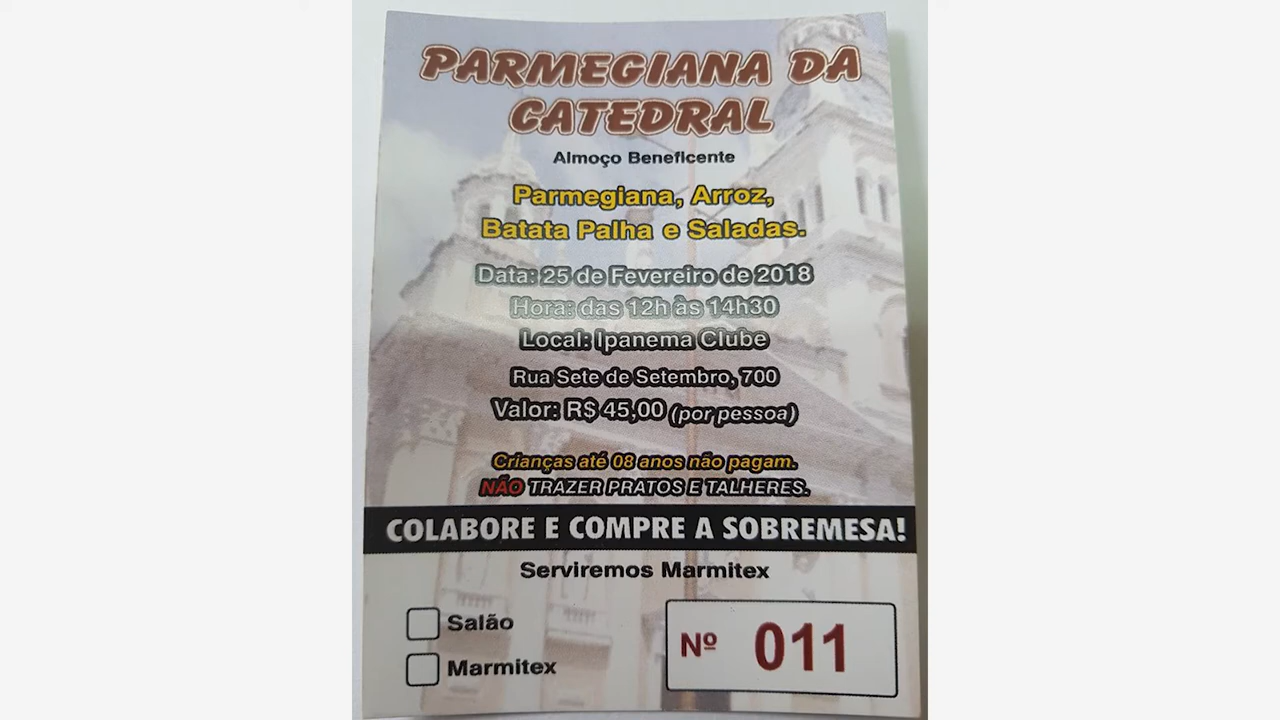 PARMEGIANA DA
CATEDRAL
Almoço Beneficente
Parmegiana, Arroz,
Batata Palha e Saladas.
Data: 25 de Fevereiro de 2018
Hora: das 12h às 14h30
Local: Ipanema Clube
Rua Sete de Setembro, 700
Valor: R$ 45,00 (por pessoa)
Crianças até 08 anos não pagam.
NÃO TRAZER PRATOS E TALHERES.
COLABORE E COMPRE A SOBREMESA!
Serviremos Marmitex
Salão
Marmitex
Nº 011